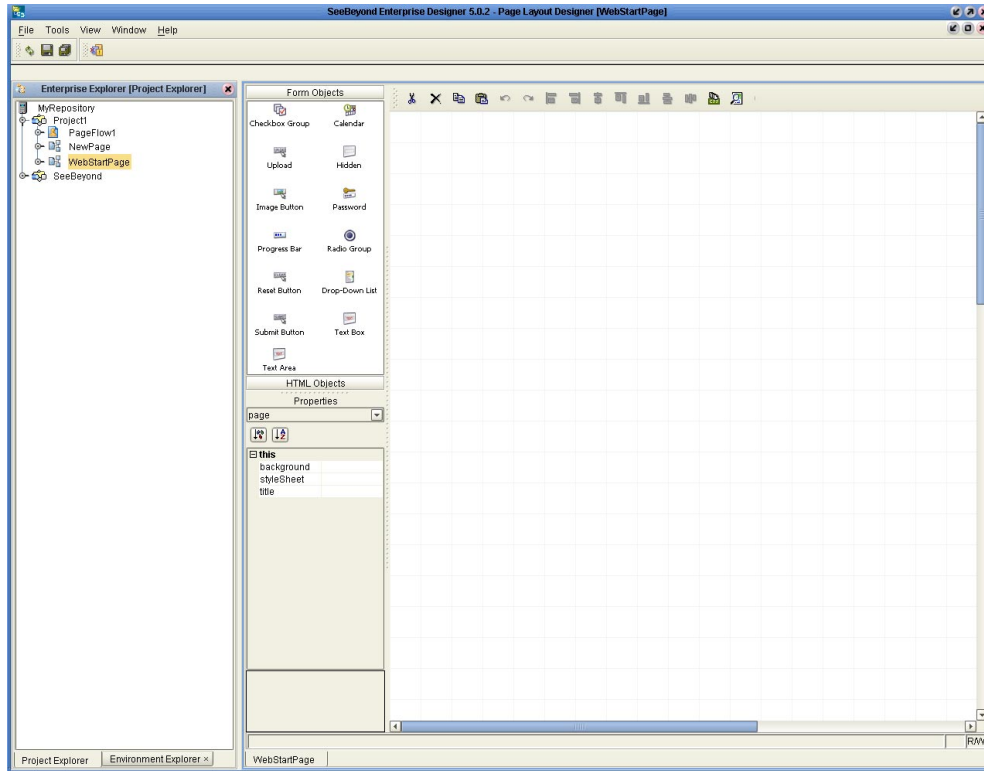 SeeBeyond Enterprise Designer 5.0.2 - Page Layout Designer [WebStartPage]
File Tools View Window Help
Enterprise Explorer [Project Explorer]
MyRepository
Project1
PageFlow1
NewPage
WebStartPage
SeeBeyond
Form Objects
Checkbox Group Calendar
Upload Hidden
Image Button Password
Progress Bar Radio Group
Reset Button Drop-Down List
Submit Button Text Box
Text Area
HTML Objects
Properties
page
this
background
styleSheet
title
Project Explorer Environment Explorer ×
WebStartPage